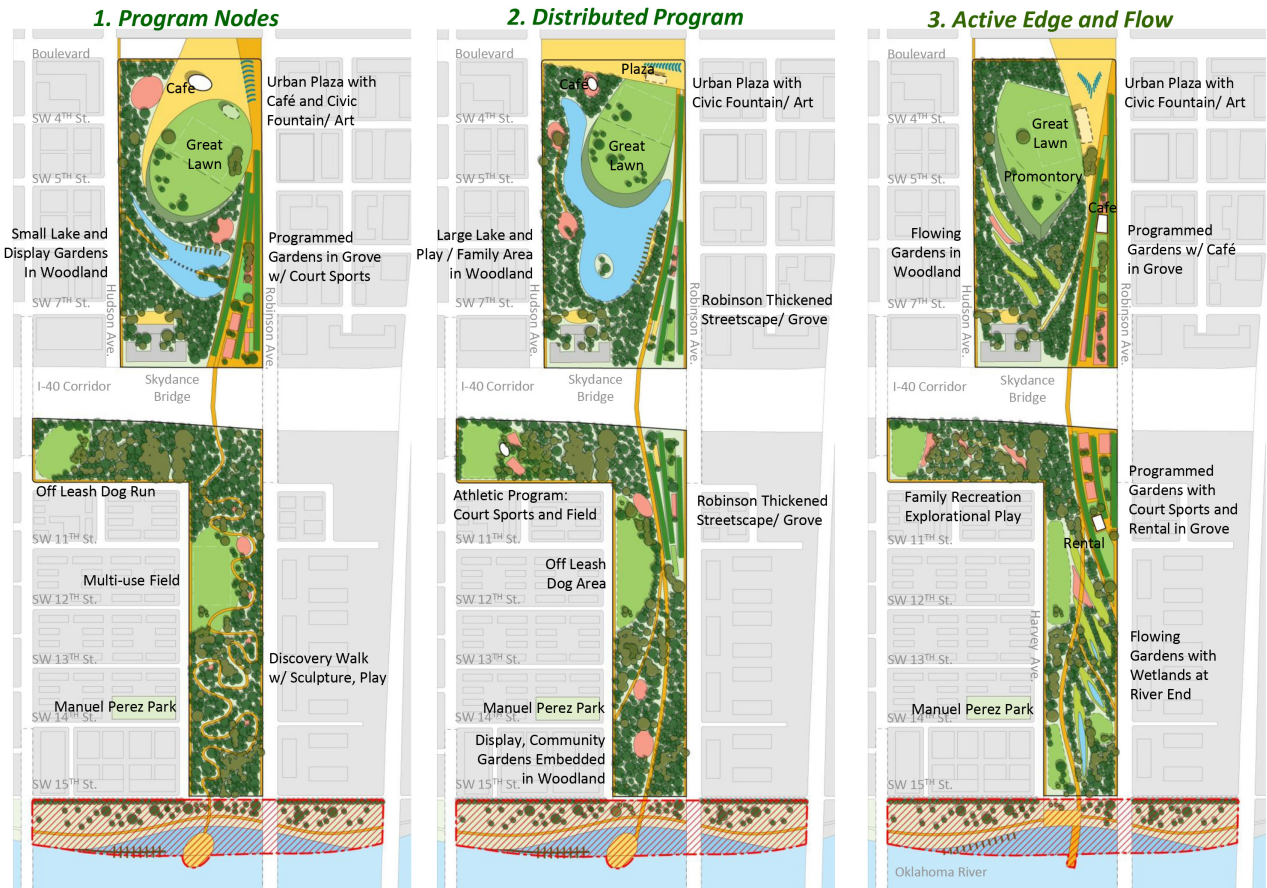 1. Program Nodes
Boulevard
Cafe
Urban Plaza with
Café and Civic
Fountain/ Art
SW 4TH St.
Great
Lawn
SW 5TH St.
Small Lake and
Display Gardens
In Woodland
Programmed
Gardens in Grove
w/ Court Sports
SW 7TH St.
Hudson Ave.
Robinson Ave.
I-40 Corridor
Skydance
Bridge
Off Leash Dog Run
SW 11TH St.
Multi-use Field
SW 12TH St.
SW 13TH St.
Discovery Walk
w/ Sculpture, Play
Manuel Perez Park
SW 14TH St.
SW 15TH St.
2. Distributed Program
Boulevard
Plaza
Café
Urban Plaza with
Civic Fountain/ Art
SW 4TH St.
Great
Lawn
SW 5TH St.
Large Lake and
Play / Family Area
in Woodland
SW 7TH St.
Hudson Ave.
Robinson Ave.
Robinson Thickened
Streetscape/ Grove
I-40 Corridor
Skydance
Bridge
Athletic Program:
Court Sports and Field
Robinson Thickened
Streetscape/ Grove
SW 11TH St.
Off Leash
Dog Area
SW 12TH St.
SW 13TH St.
Manuel Perez Park
SW 14TH St.
Display, Community
Gardens Embedded
in Woodland
SW 15TH St.
3. Active Edge and Flow
Boulevard
Urban Plaza with
Civic Fountain/ Art
SW 4TH St.
Great
Lawn
SW 5TH St.
Promontory
Cafe
Flowing
Gardens in
Woodland
Programmed
Gardens w/ Café
in Grove
SW 7TH St.
Hudson Ave.
Robinson Ave.
I-40 Corridor
Skydance
Bridge
Family Recreation
Explorational Play
Programmed
Gardens with
Court Sports and
Rental in Grove
SW 11TH St.
Rental
SW 12TH St.
Harvey Ave.
SW 13TH St.
Flowing
Gardens with
Wetlands at
River End
Manuel Perez Park
SW 14TH St.
SW 15TH St.
Oklahoma River